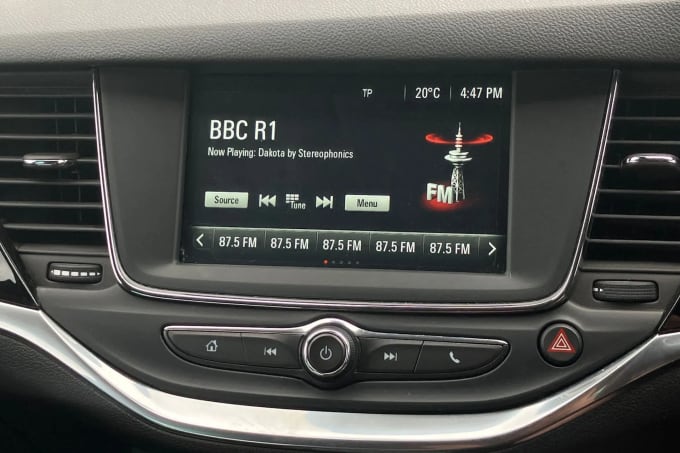 TP 20°C 4:47 PM
BBC R1
Now Playing: Dakota by Stereophonics
FM
Source Tune Menu
87.5 FM 87.5 FM 87.5 FM 87.5 FM 87.5 FM